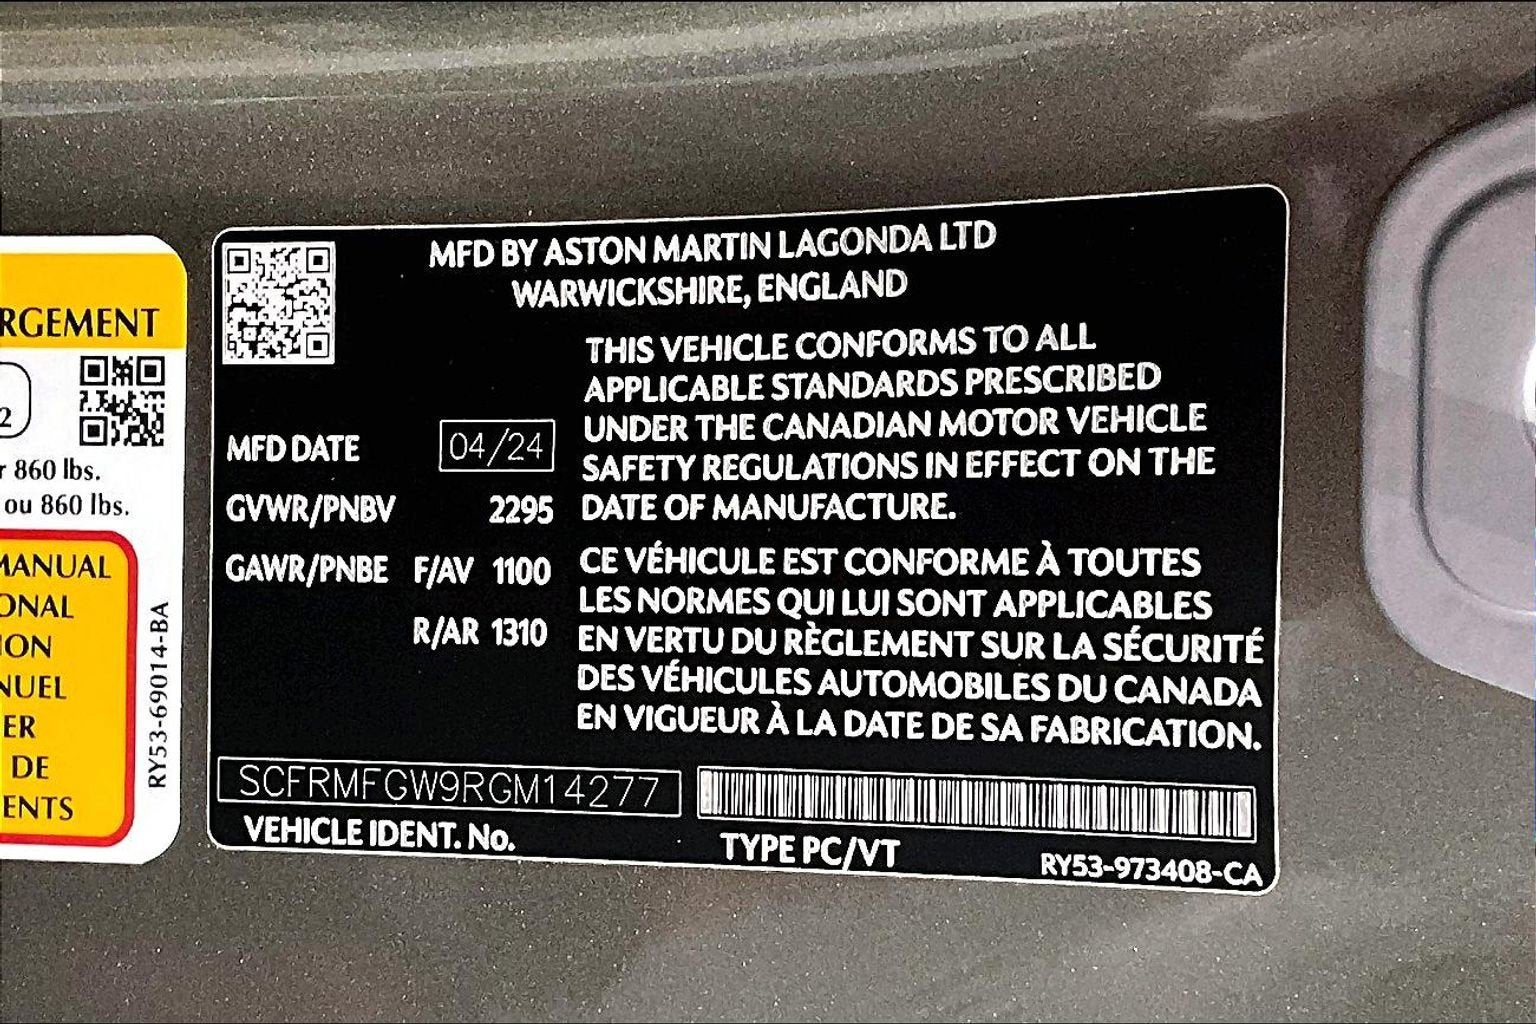 RGEMENT
2
r 860 lbs.
ou 860 lbs.
MANUAL
ONAL
ION
NUEL
ER
DE
ENTS
RY53-69014-BA
MFD BY ASTON MARTIN LAGONDA LTD
WARWICKSHIRE, ENGLAND
MFD DATE 04/24
GVWR/PNBV 2295
GAWR/PNBE F/AV 1100
R/AR 1310
THIS VEHICLE CONFORMS TO ALL
APPLICABLE STANDARDS PRESCRIBED
UNDER THE CANADIAN MOTOR VEHICLE
SAFETY REGULATIONS IN EFFECT ON THE
DATE OF MANUFACTURE.
CE VÉHICULE EST CONFORME À TOUTES
LES NORMES QUI LUI SONT APPLICABLES
EN VERTU DU RÈGLEMENT SUR LA SÉCURITÉ
DES VÉHICULES AUTOMOBILES DU CANADA
EN VIGUEUR À LA DATE DE SA FABRICATION.
SCFRMFGW9RGM14277
VEHICLE IDENT. No.
TYPE PC/VT
RY53-973408-CA